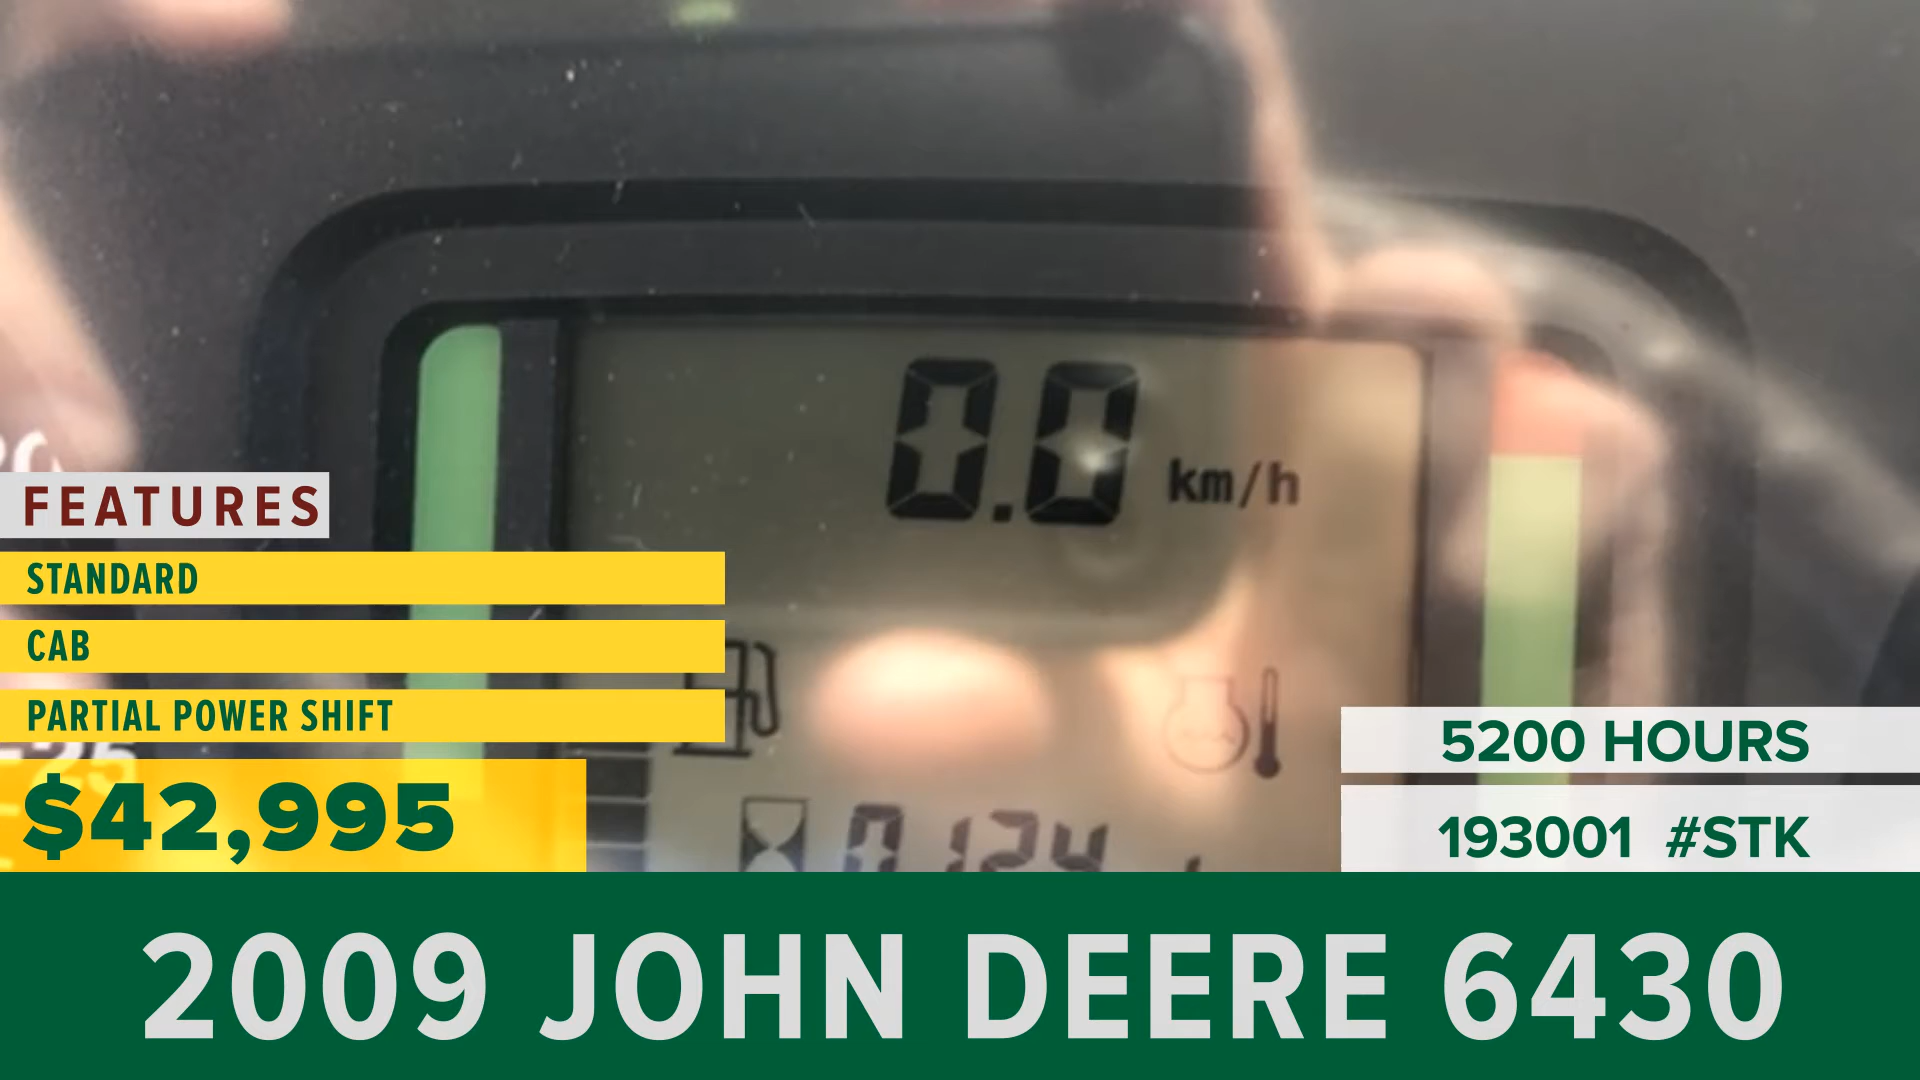 0.0 km/h
FEATURES
STANDARD
CAB
PARTIAL POWER SHIFT
$42,995
5200 HOURS
193001 #STK
2009 JOHN DEERE 6430